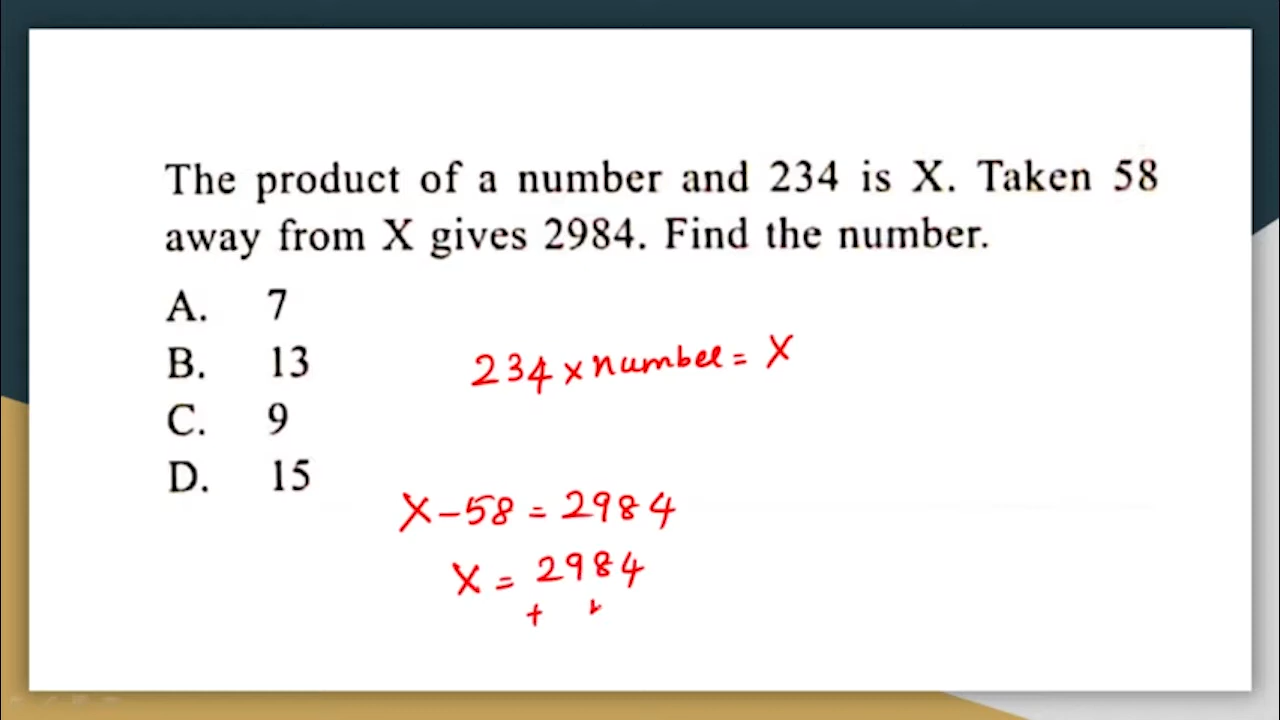 The product of a number and 234 is X. Taken 58
away from X gives 2984. Find the number.
A. 7
B. 13
C. 9
D. 15
234 x number = X
X - 58 = 2984
X = 2984
+